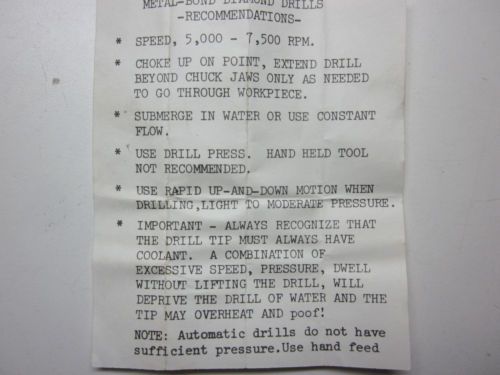 METAL-BOND DIAMOND DRILLS
-RECOMMENDATIONS-
* SPEED, 5,000 - 7,500 RPM.
* CHOKE UP ON POINT, EXTEND DRILL
BEYOND CHUCK JAWS ONLY AS NEEDED
TO GO THROUGH WORKPIECE.
* SUBMERGE IN WATER OR USE CONSTANT
FLOW.
* USE DRILL PRESS. HAND HELD TOOL
NOT RECOMMENDED.
* USE RAPID UP-AND-DOWN MOTION WHEN
DRILLING,LIGHT TO MODERATE PRESSURE.
* IMPORTANT - ALWAYS RECOGNIZE THAT
THE DRILL TIP MUST ALWAYS HAVE
COOLANT. A COMBINATION OF
EXCESSIVE SPEED, PRESSURE, DWELL
WITHOUT LIFTING THE DRILL, WILL
DEPRIVE THE DRILL OF WATER AND THE
TIP MAY OVERHEAT AND poof!
NOTE: Automatic drills do not have
sufficient pressure.Use hand feed